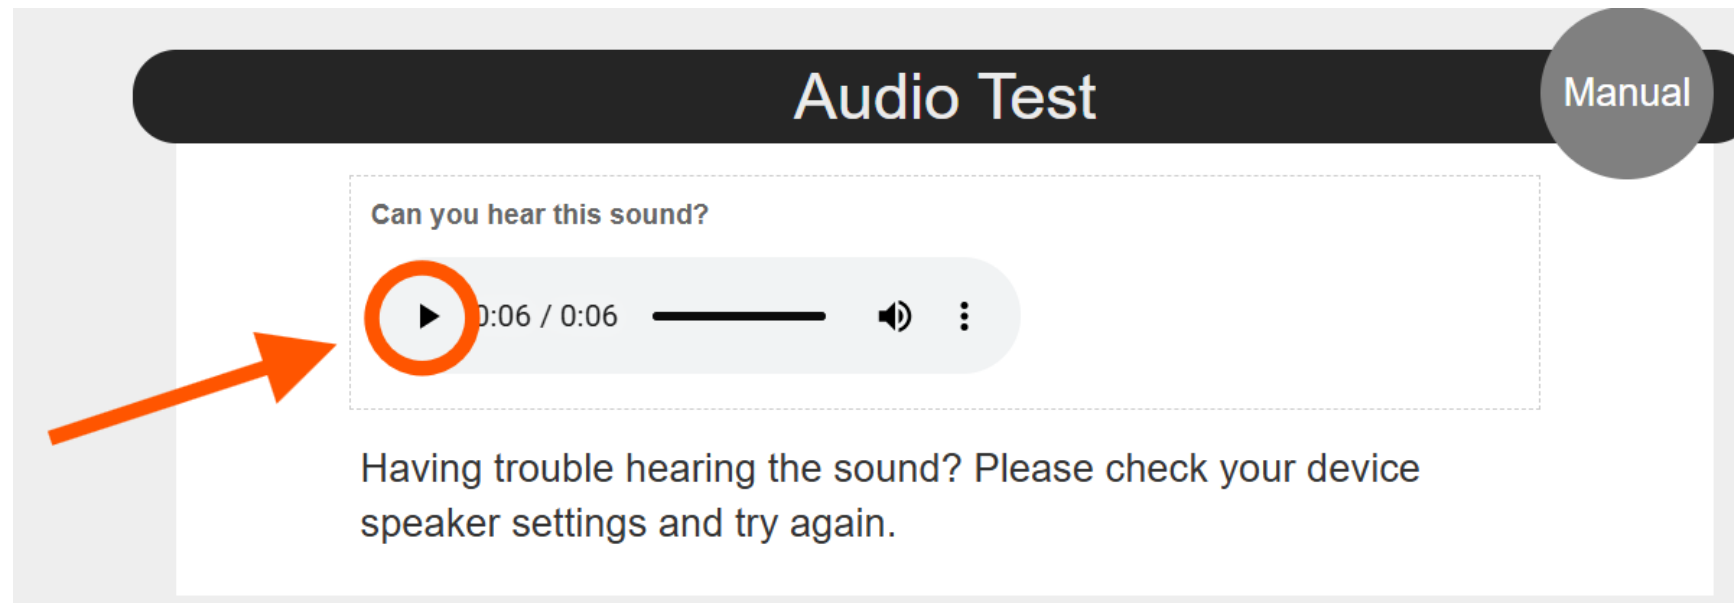 Audio Test
Manual
Can you hear this sound?
0:06 / 0:06
Having trouble hearing the sound? Please check your device
speaker settings and try again.